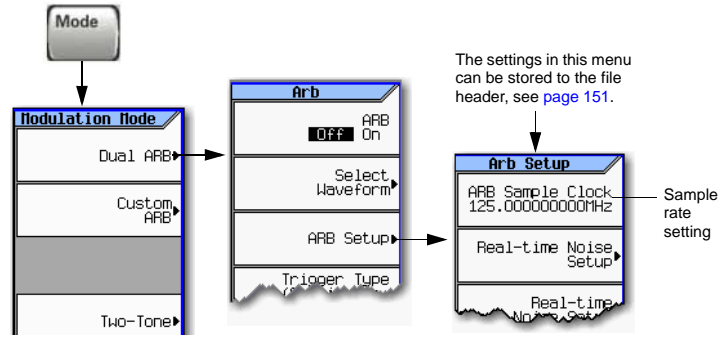 Mode
The settings in this menu
can be stored to the file
header, see page 151.
Modulation Mode
Dual ARB
Custom
ARB
Two-Tone
Arb
ARB
Off On
Select
Waveform
ARB Setup
Trigger Type
Arb Setup
ARB Sample Clock
125.000000000MHz
Real-time Noise
Setup
Real-time
Sample
rate
setting